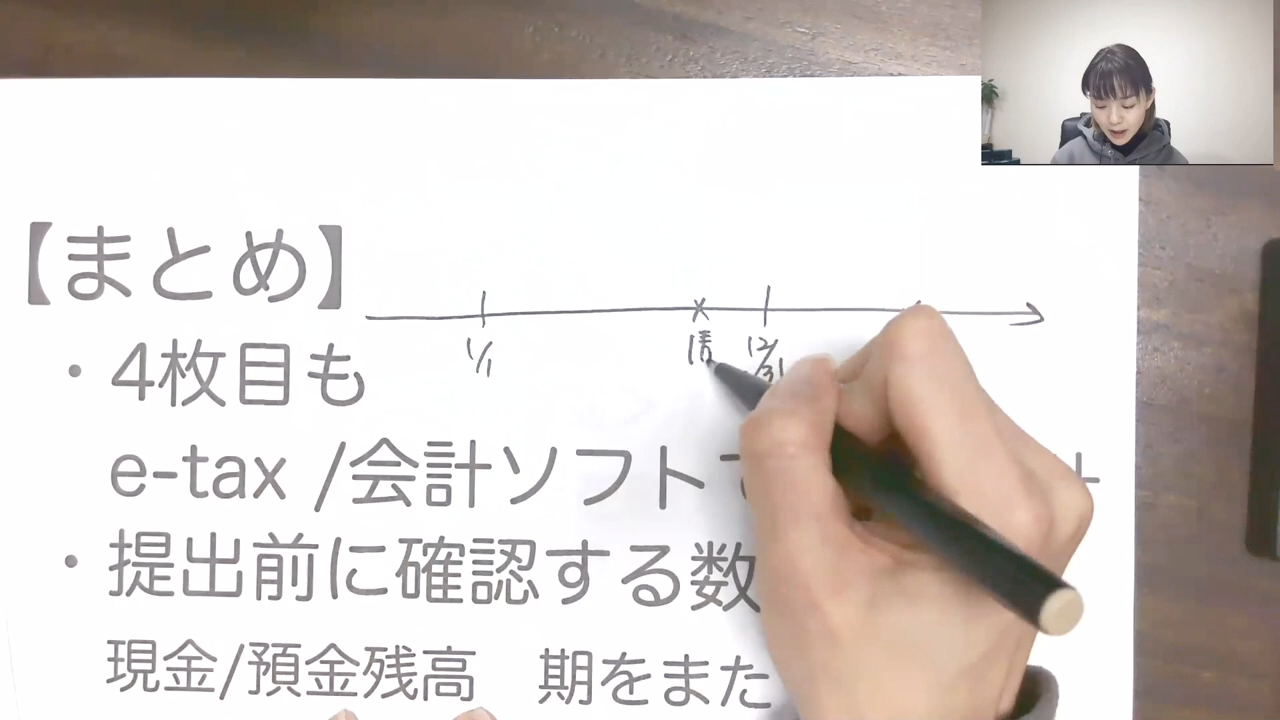 【まとめ】
1/1
12/31
・4枚目も
e-tax /会計ソフトで
・提出前に確認する数
現金/預金残高 期をまた